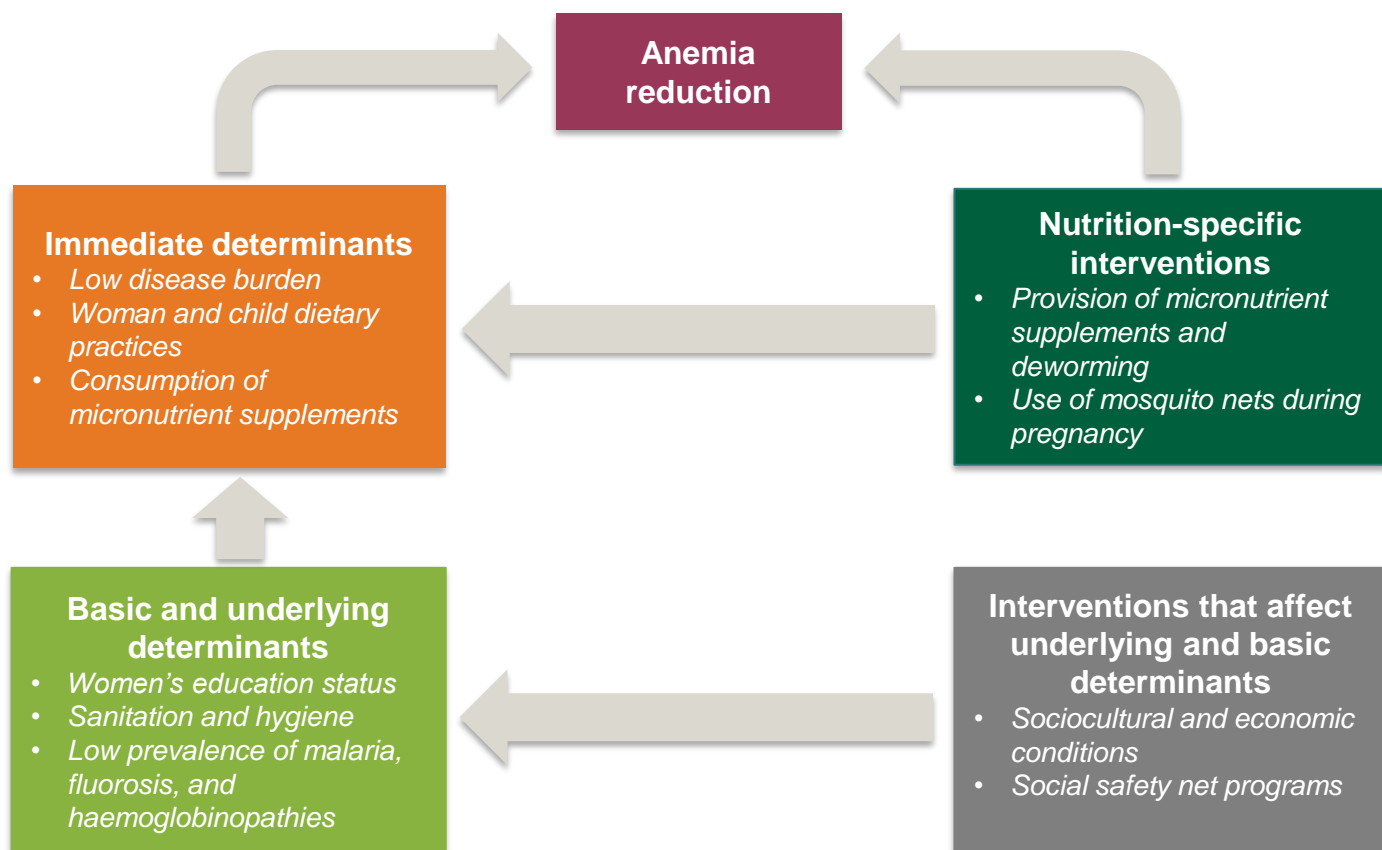 Anemia
reduction
Immediate determinants
• Low disease burden
• Woman and child dietary
practices
• Consumption of
micronutrient supplements
Nutrition-specific
interventions
• Provision of micronutrient
supplements and
deworming
• Use of mosquito nets during
pregnancy
Basic and underlying
determinants
• Women’s education status
• Sanitation and hygiene
• Low prevalence of malaria,
fluorosis, and
haemoglobinopathies
Interventions that affect
underlying and basic
determinants
• Sociocultural and economic
conditions
• Social safety net programs